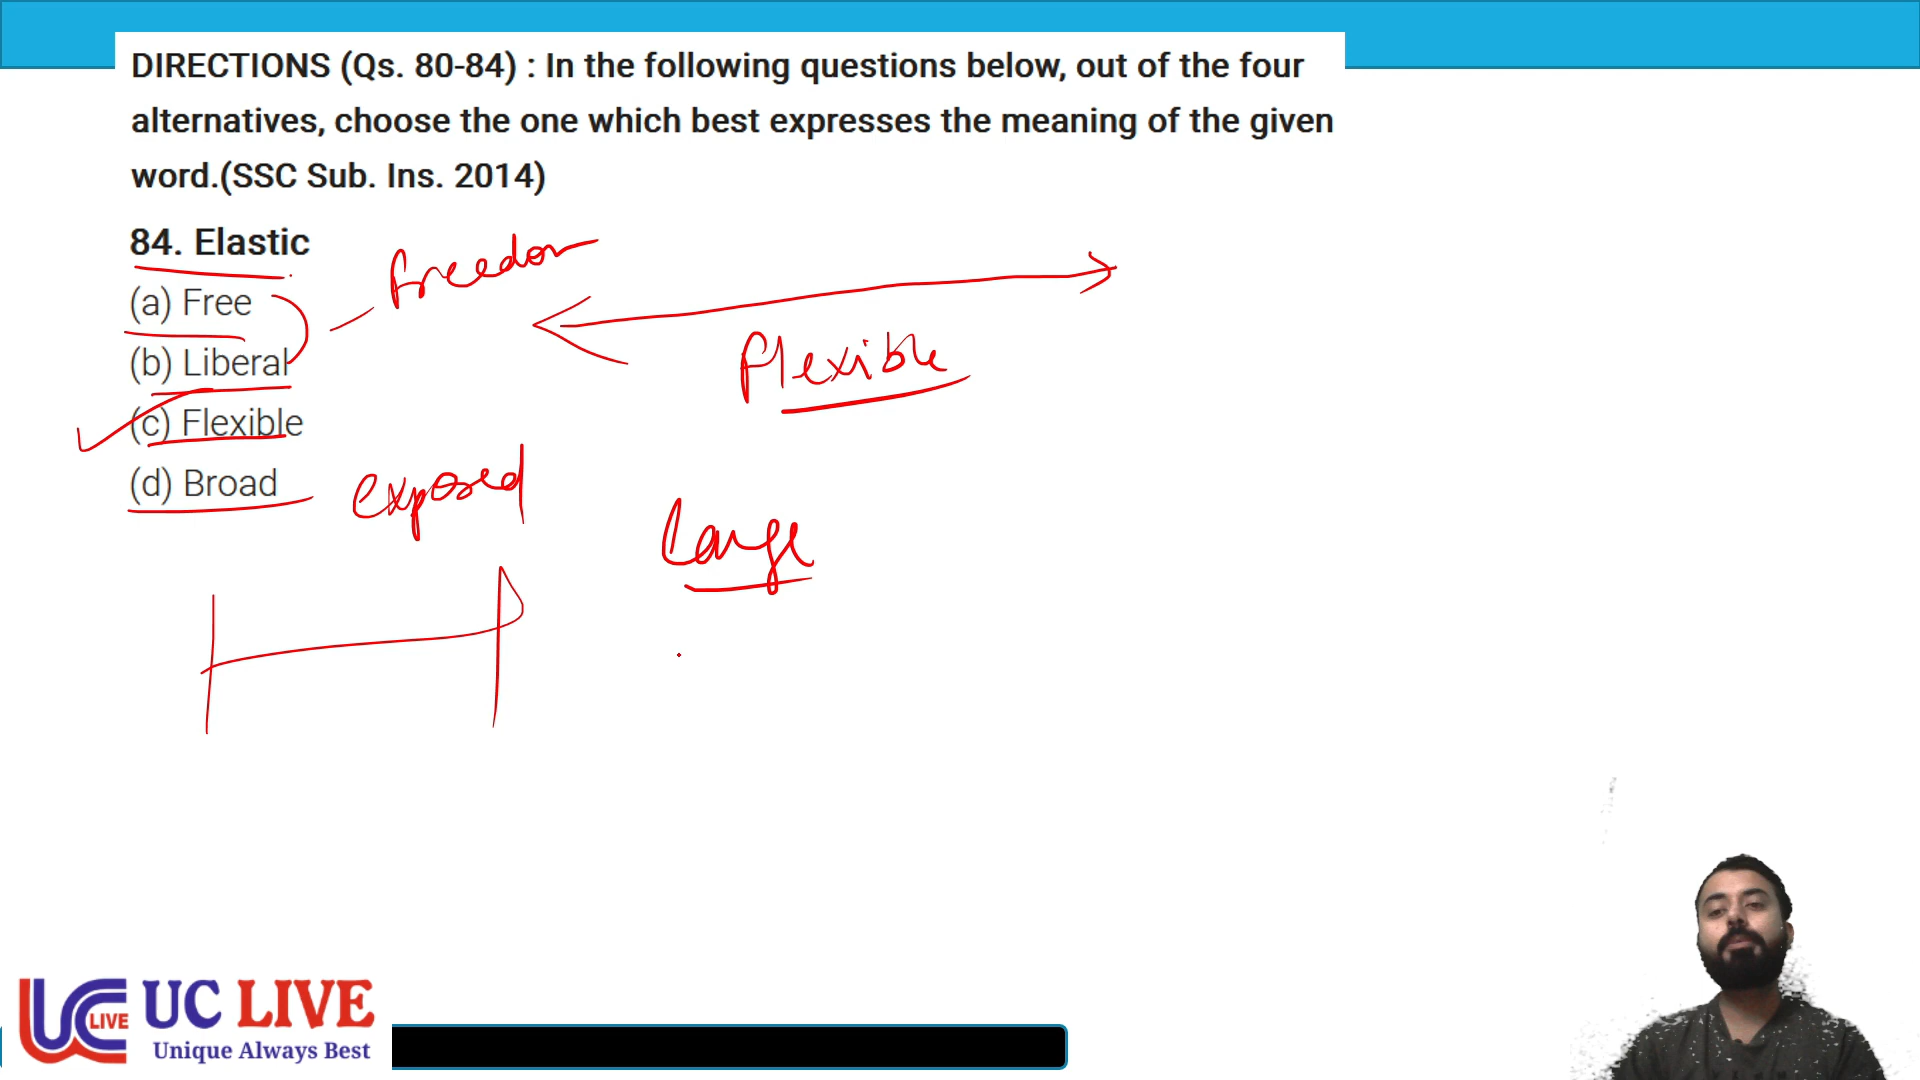 DIRECTIONS (Qs. 80-84) : In the following questions below, out of the four
alternatives, choose the one which best expresses the meaning of the given
word.(SSC Sub. Ins. 2014)
84. Elastic
(a) Free
freedom
(b) Liberal
flexible
(c) Flexible
(d) Broad
exposed
large
UC LIVE
LIVE
Unique Always Best